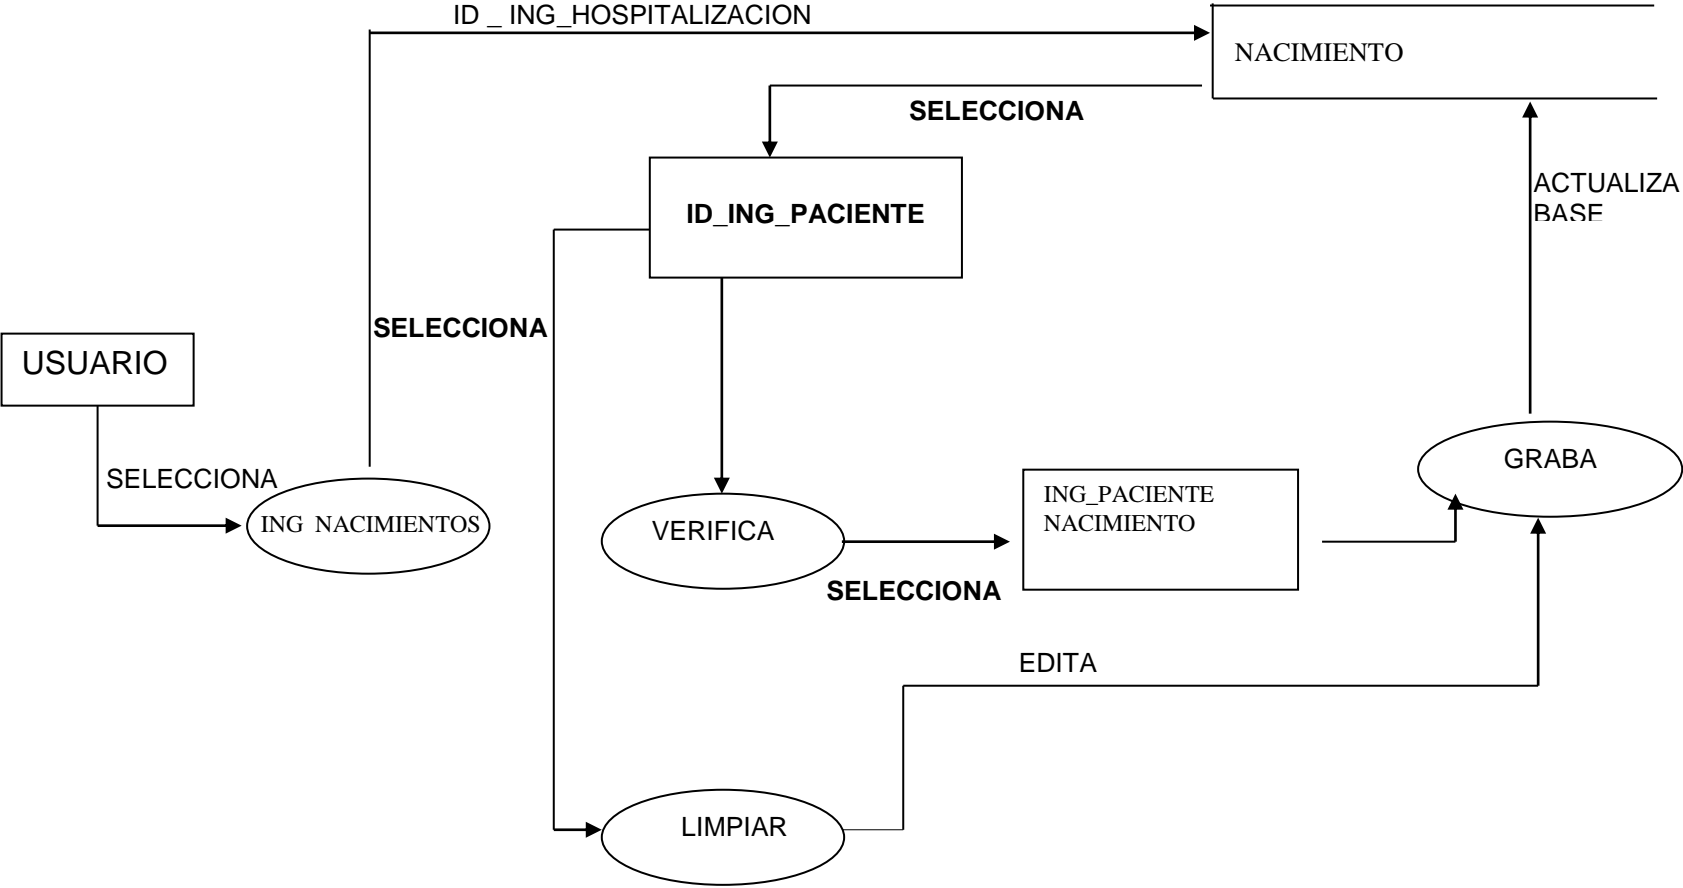 ID _ ING_HOSPITALIZACION
NACIMIENTO
SELECCIONA
ACTUALIZA
BASE
ID_ING_PACIENTE
SELECCIONA
USUARIO
SELECCIONA
GRABA
ING_PACIENTE
NACIMIENTO
ING NACIMIENTOS
VERIFICA
SELECCIONA
EDITA
LIMPIAR